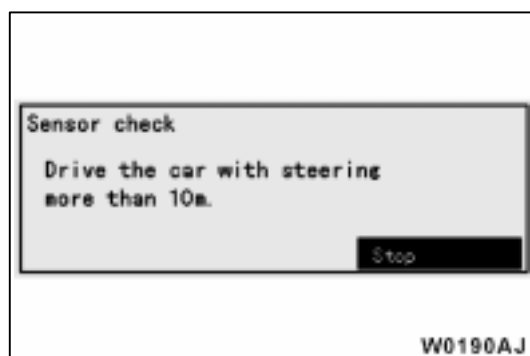 Sensor check
Drive the car with steering
more than 10m.
Stop
W0190AJ